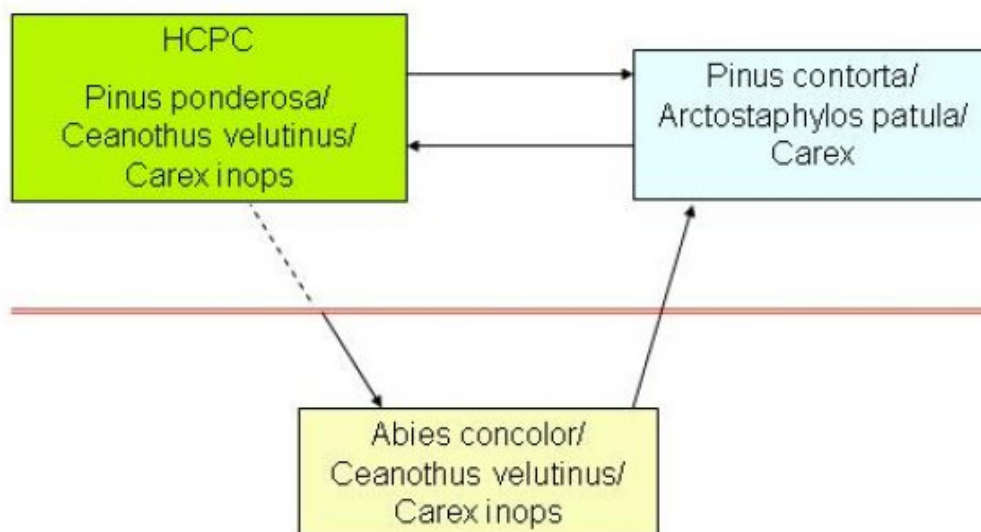 HCPC
Pinus ponderosa/
Ceanothus velutinus/
Carex inops
Pinus contorta/
Arctostaphylos patula/
Carex
Abies concolor/
Ceanothus velutinus/
Carex inops